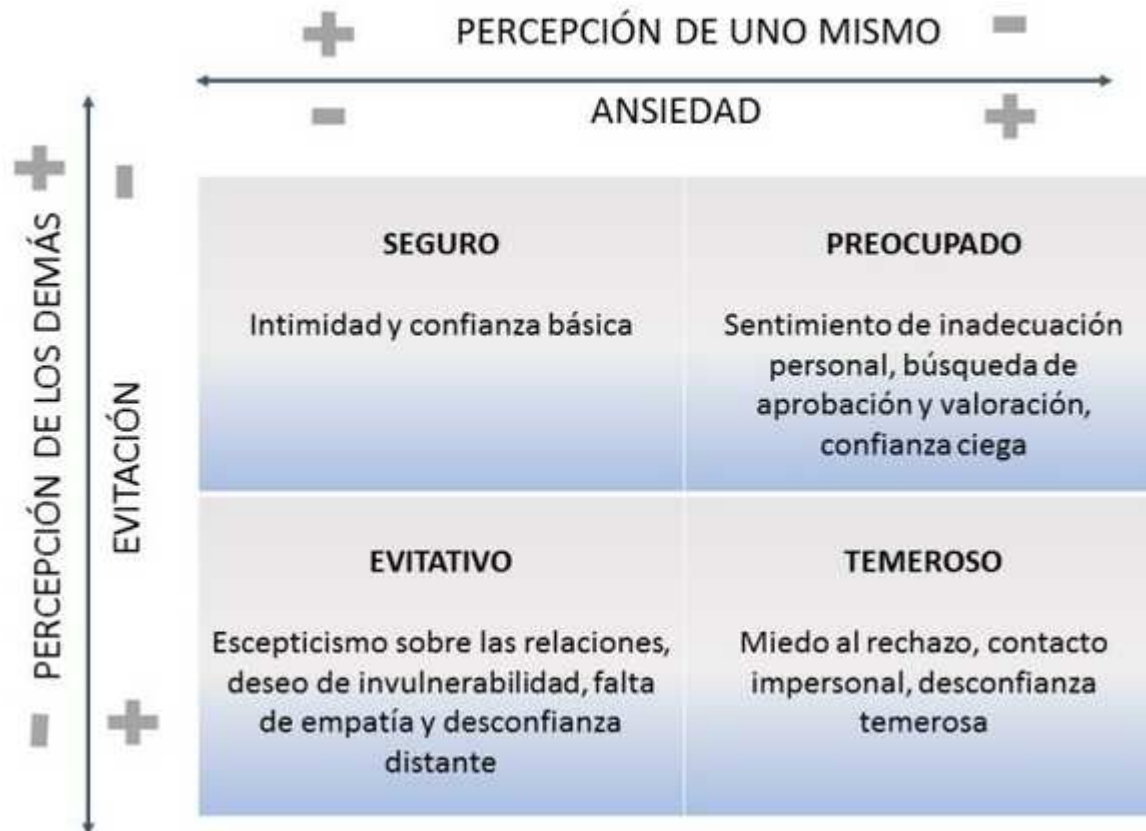 PERCEPCIÓN DE UNO MISMO
ANSIEDAD
PERCEPCIÓN DE LOS DEMÁS
EVITACIÓN
SEGURO
Intimidad y confianza básica
PREOCUPADO
Sentimiento de inadecuación
personal, búsqueda de
aprobación y valoración,
confianza ciega
EVITATIVO
Escepticismo sobre las relaciones,
deseo de invulnerabilidad, falta
de empatía y desconfianza
distante
TEMEROSO
Miedo al rechazo, contacto
impersonal, desconfianza
temerosa